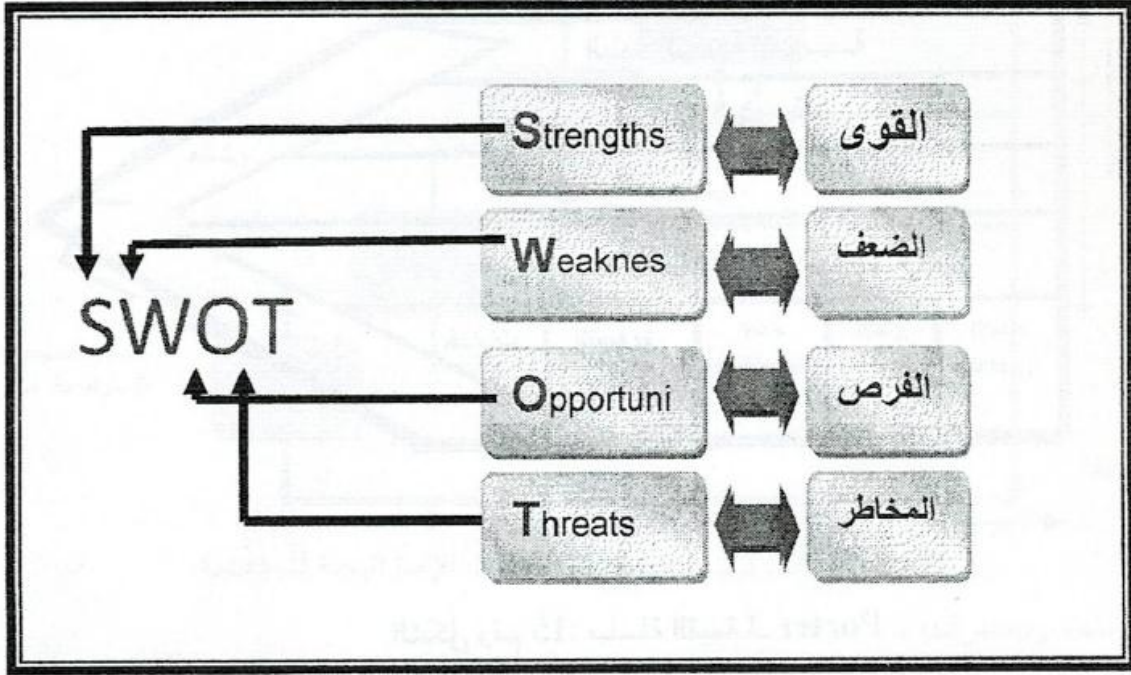 Strengths القوى
Weaknes الضعف
SWOT
Opportuni الفرص
Threats المخاطر